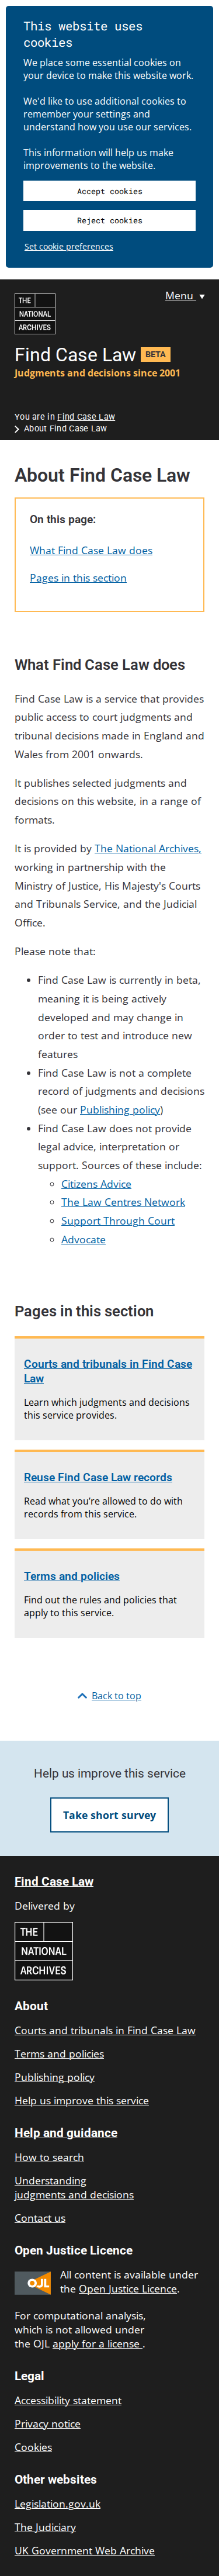 This website uses
cookies
We place some essential cookies on
your device to make this website work.
We'd like to use additional cookies to
remember your settings and
understand how you use our services.
This information will help us make
improvements to the website.
Accept cookies
Reject cookies
Set cookie preferences
Menu
THE
NATIONAL
ARCHIVES
Find Case Law BETA
Judgments and decisions since 2001
You are in Find Case Law
About Find Case Law
About Find Case Law
On this page:
What Find Case Law does
Pages in this section
What Find Case Law does
Find Case Law is a service that provides
public access to court judgments and
tribunal decisions made in England and
Wales from 2001 onwards.
It publishes selected judgments and
decisions on this website, in a range of
formats.
It is provided by The National Archives,
working in partnership with the
Ministry of Justice, His Majesty's Courts
and Tribunals Service, and the Judicial
Office.
Please note that:
Find Case Law is currently in beta,
meaning it is being actively
developed and may change in
order to test and introduce new
features
Find Case Law is not a complete
record of judgments and decisions
(see our Publishing policy)
Find Case Law does not provide
legal advice, interpretation or
support. Sources of these include:
Citizens Advice
The Law Centres Network
Support Through Court
Advocate
Pages in this section
Courts and tribunals in Find Case
Law
Learn which judgments and decisions
this service provides.
Reuse Find Case Law records
Read what you're allowed to do with
records from this service.
Terms and policies
Find out the rules and policies that
apply to this service.
Back to top
Help us improve this service
Take short survey
Find Case Law
Delivered by
THE
NATIONAL
ARCHIVES
About
Courts and tribunals in Find Case Law
Terms and policies
Publishing policy
Help us improve this service
Help and guidance
How to search
Understanding
judgments and decisions
Contact us
Open Justice Licence
OJL
All content is available under
the Open Justice Licence.
For computational analysis,
which is not allowed under
the OJL apply for a license .
Legal
Accessibility statement
Privacy notice
Cookies
Other websites
Legislation.gov.uk
The Judiciary
UK Government Web Archive